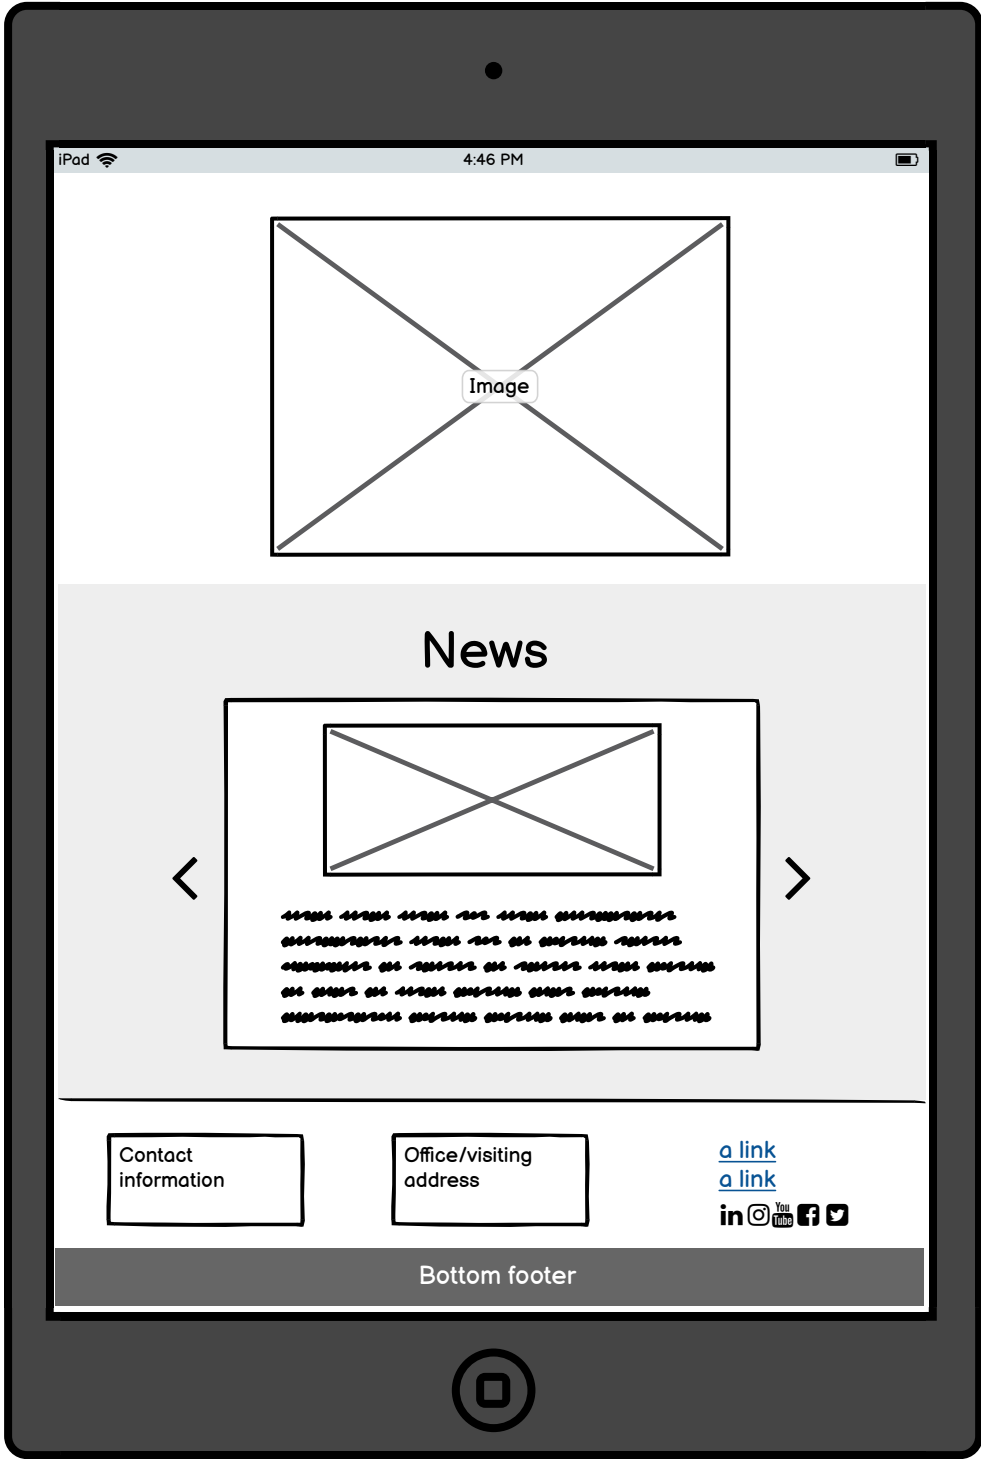 iPad
4:46 PM
Image
News
Contact
information
Office/visiting
address
a link
a link
in
You
Tube
Bottom footer